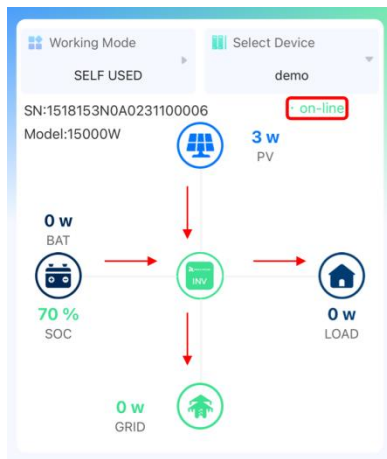 Working Mode
Select Device
SELF USED
demo
SN:1518153N0A0231100006
· on-line
Model:15000W
3 w
PV
0 w
BAT
INV
70 %
SOC
0 w
LOAD
0 w
GRID